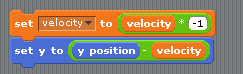 set velocity to velocity * -1
set y to y position - velocity